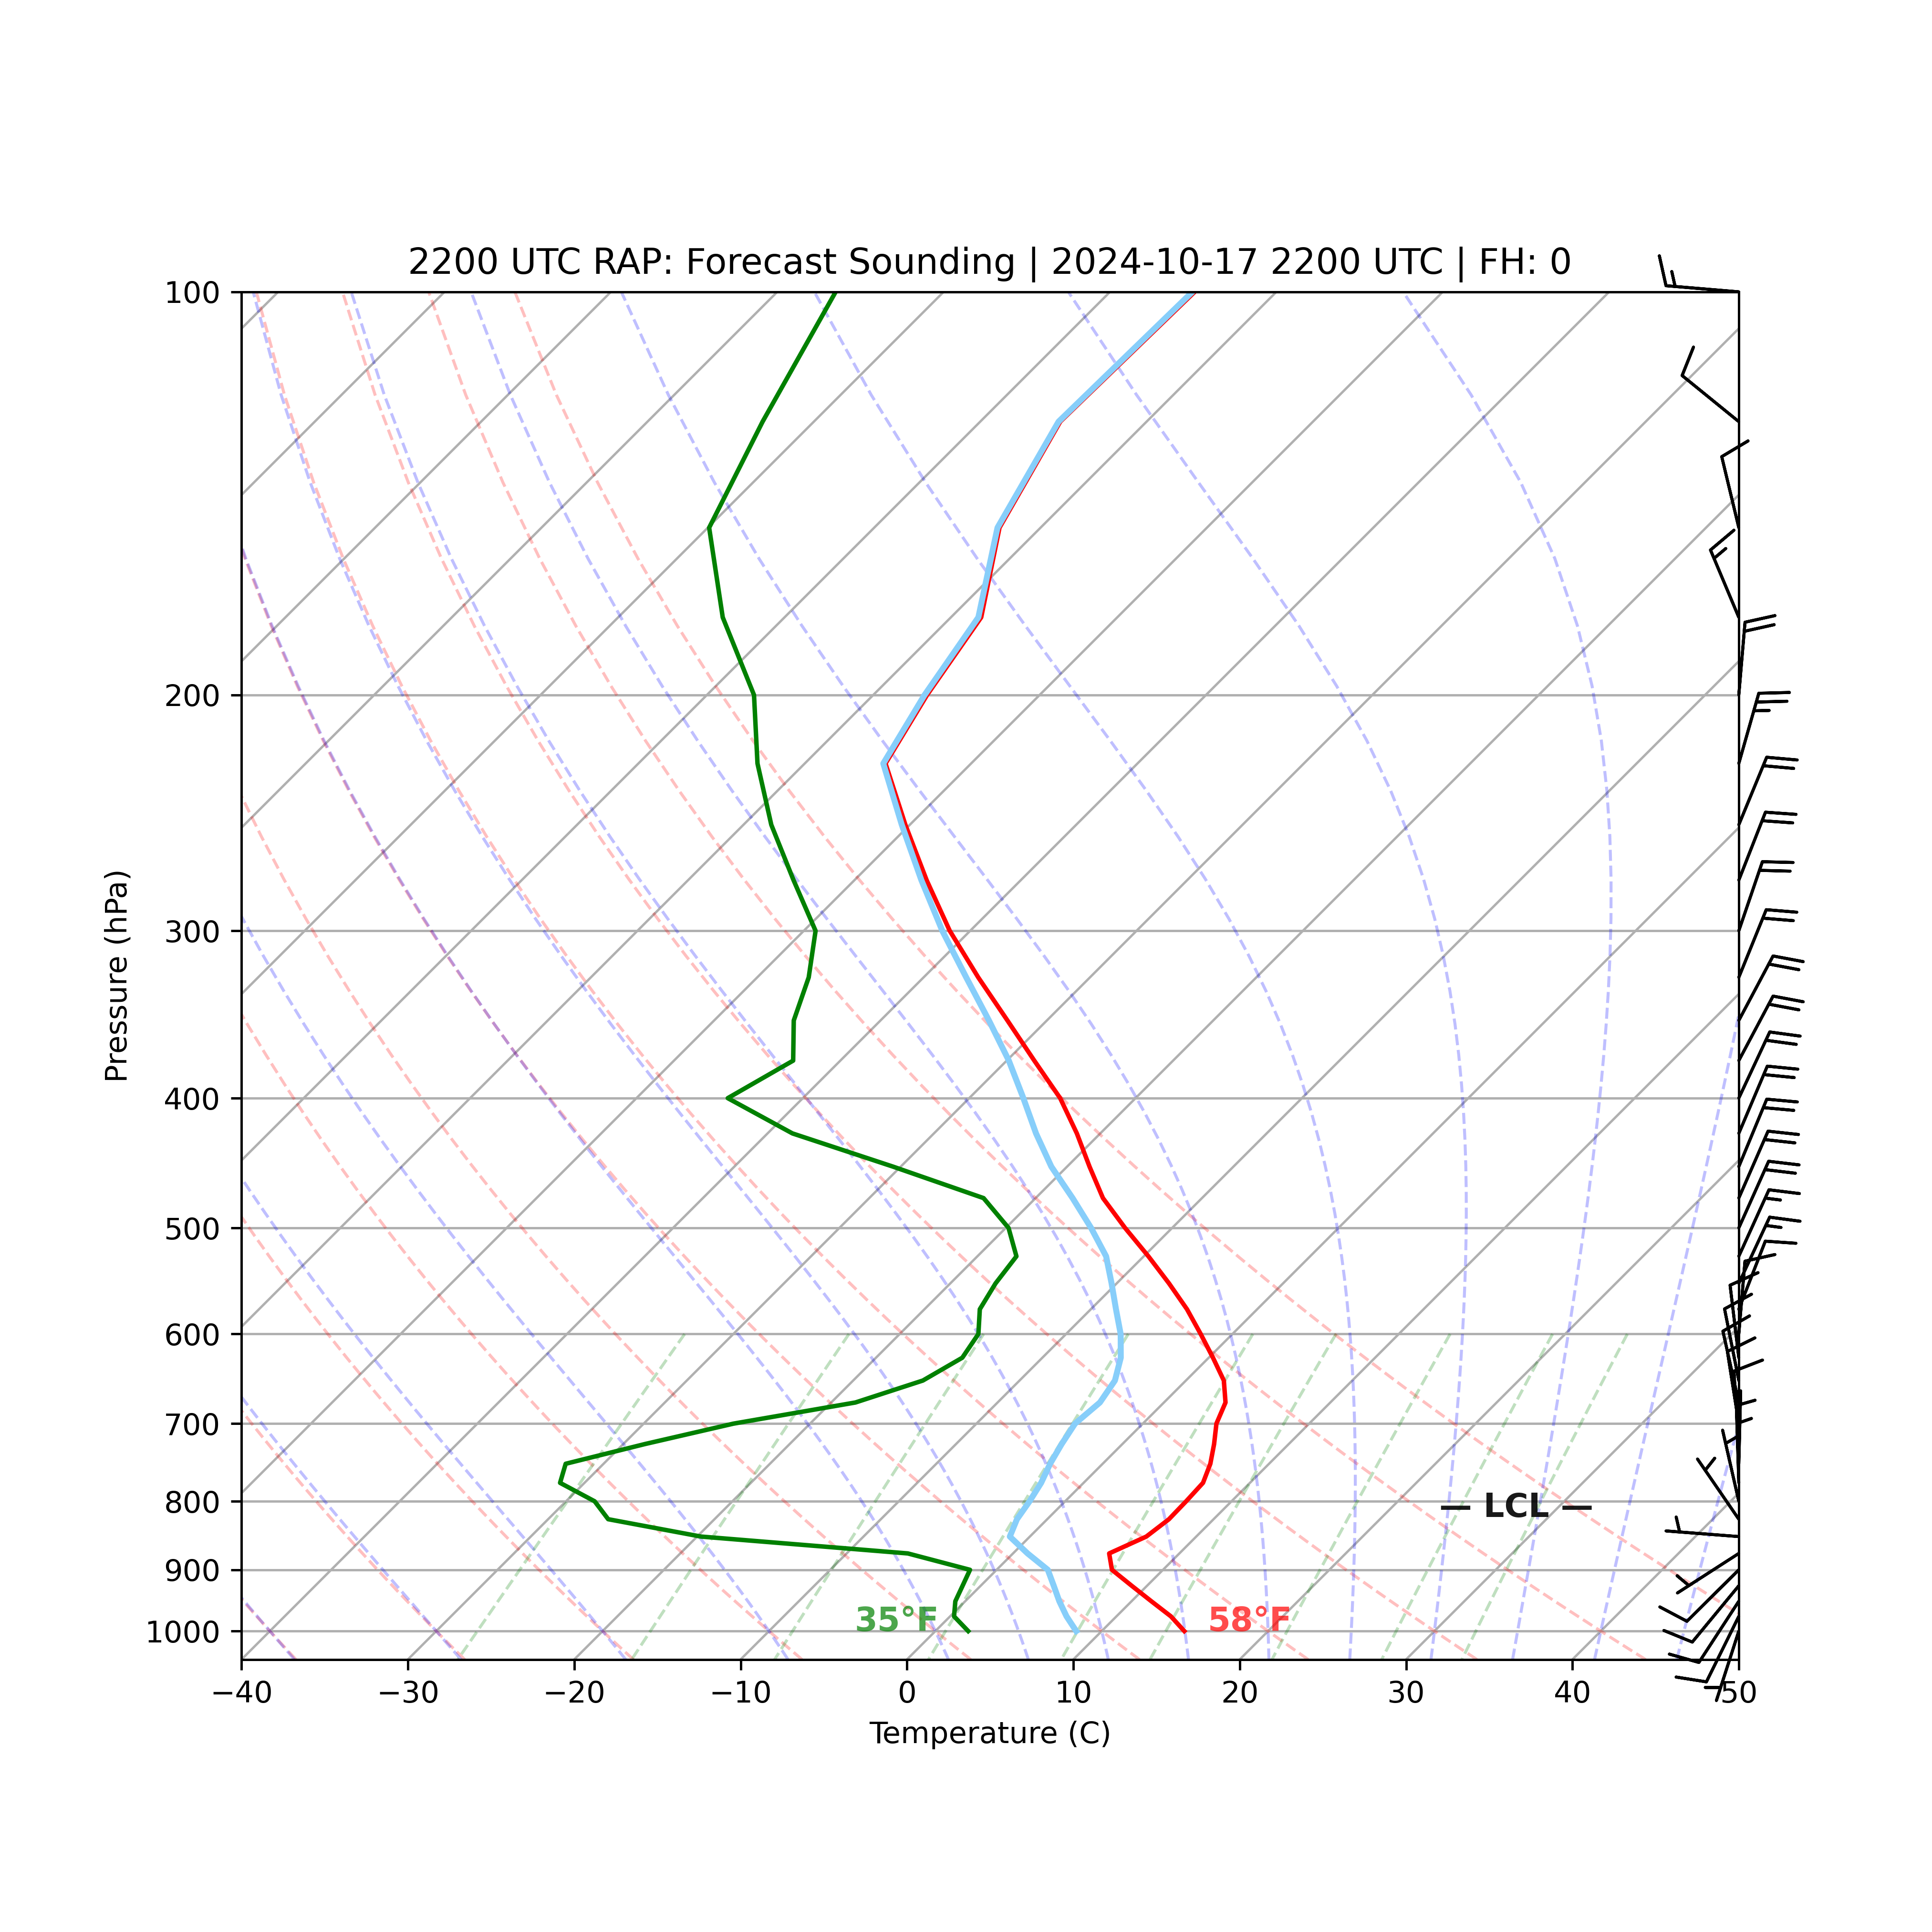 2200 UTC RAP: Forecast Sounding | 2024-10-17 2200 UTC | FH: 0
100
200
300
400
500
600
700
800
900
1000
Pressure (hPa)
— LCL —
35°F
58°F
−40 −30 −20 −10 0 10 20 30 40 50
Temperature (C)